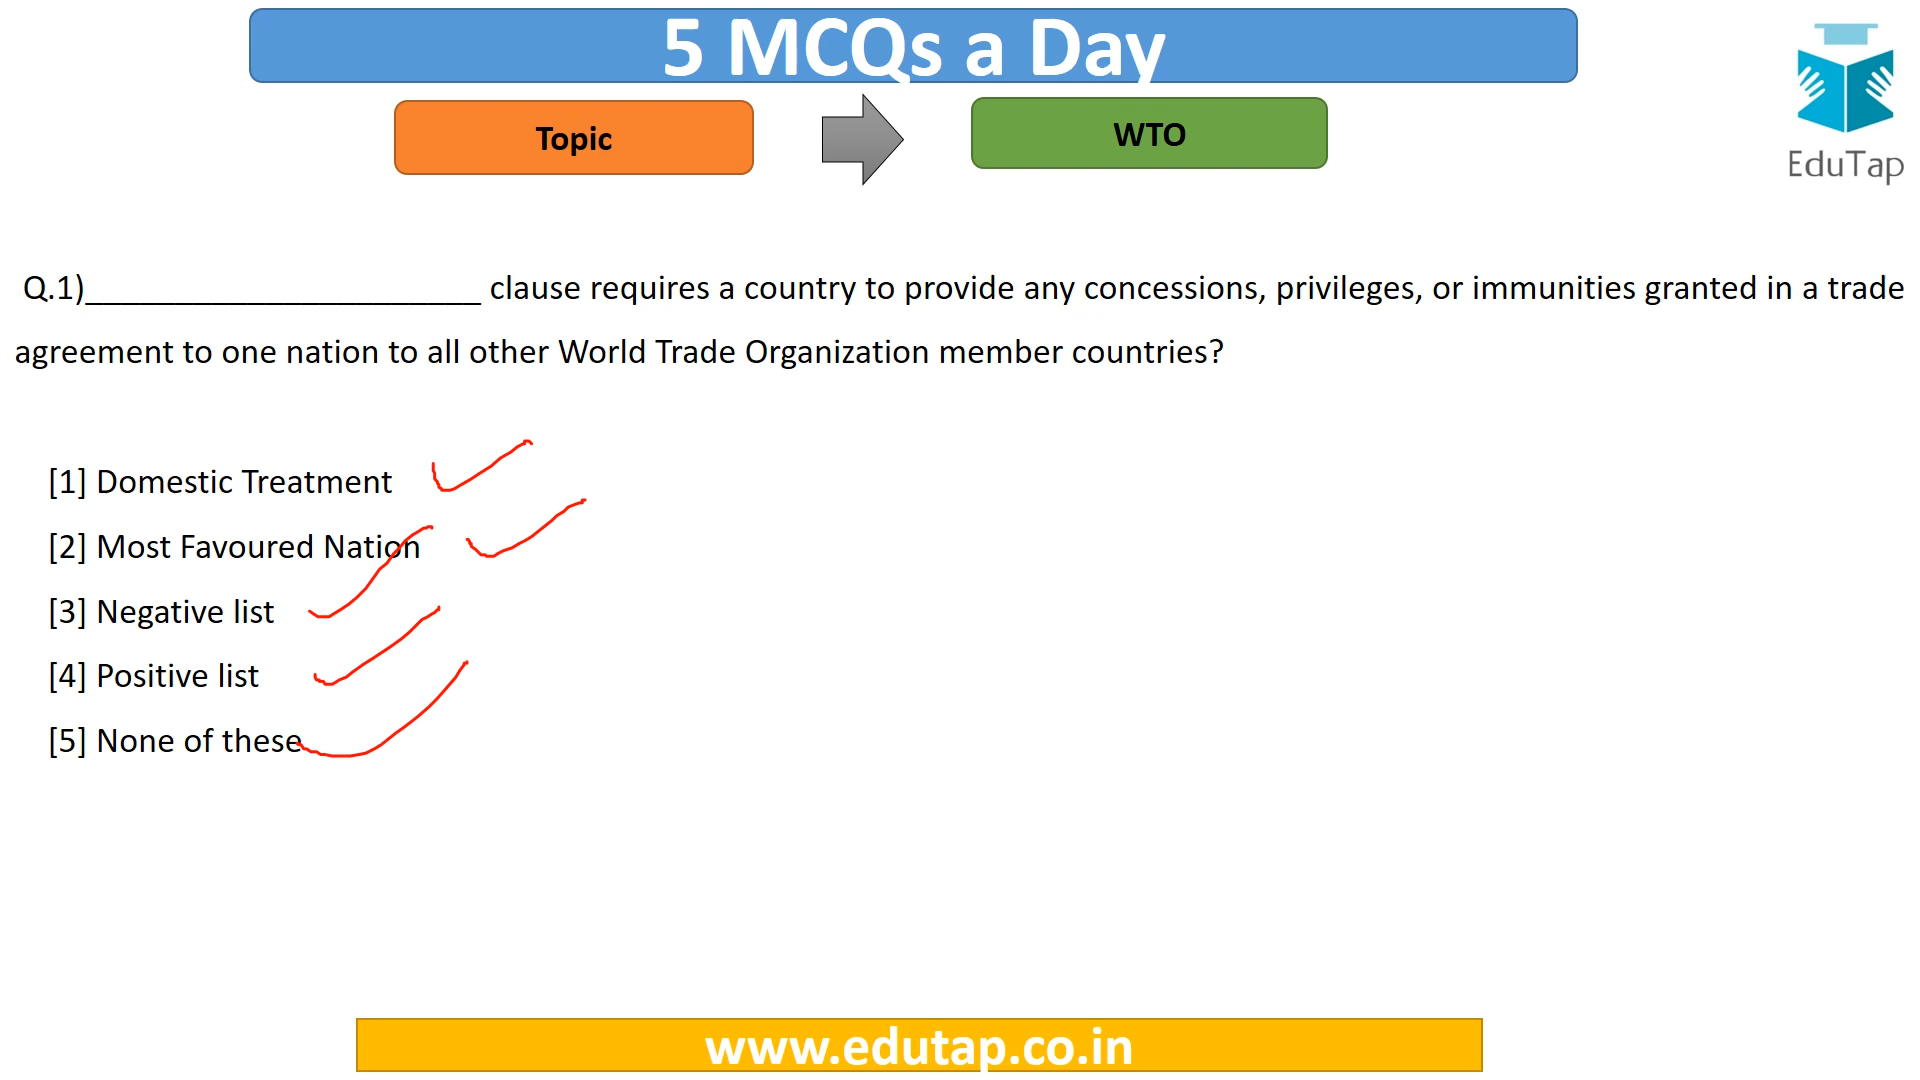 5 MCQs a Day
Topic
WTO
EduTap
Q.1)______________________ clause requires a country to provide any concessions, privileges, or immunities granted in a trade
agreement to one nation to all other World Trade Organization member countries?
[1] Domestic Treatment
[2] Most Favoured Nation
[3] Negative list
[4] Positive list
[5] None of these
www.edutap.co.in